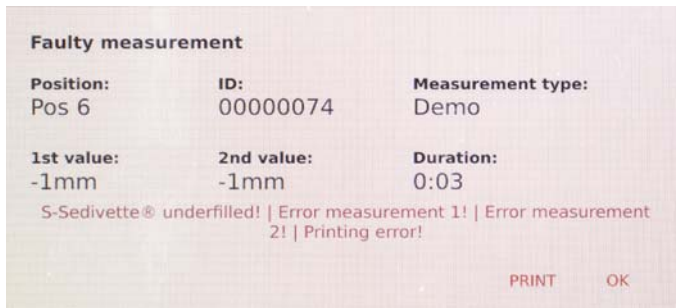 Faulty measurement
Position: ID: Measurement type:
Pos 6 00000074 Demo
1st value: 2nd value: Duration:
-1mm -1mm 0:03
S-Sedivette® underfilled! | Error measurement 1! | Error measurement
2! | Printing error!
PRINT OK